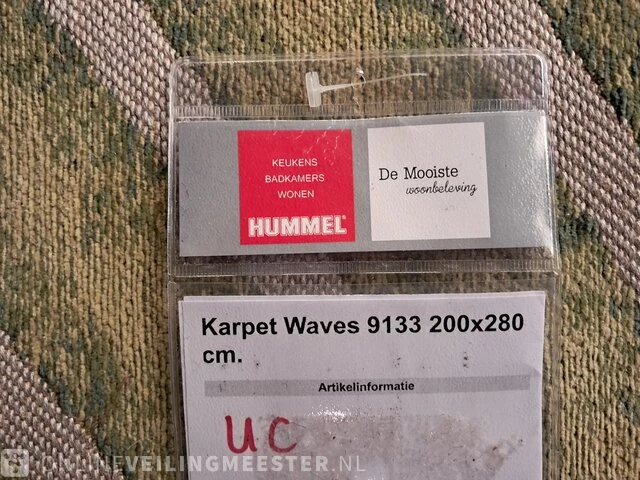 KEUKENS
BADKAMERS
WONEN
HUMMEL
De Mooiste
woonbeleving
Karpet Waves 9133 200x280
cm.
Artikelinformatie
UC
ONLINEVEILINGMEESTER.NL